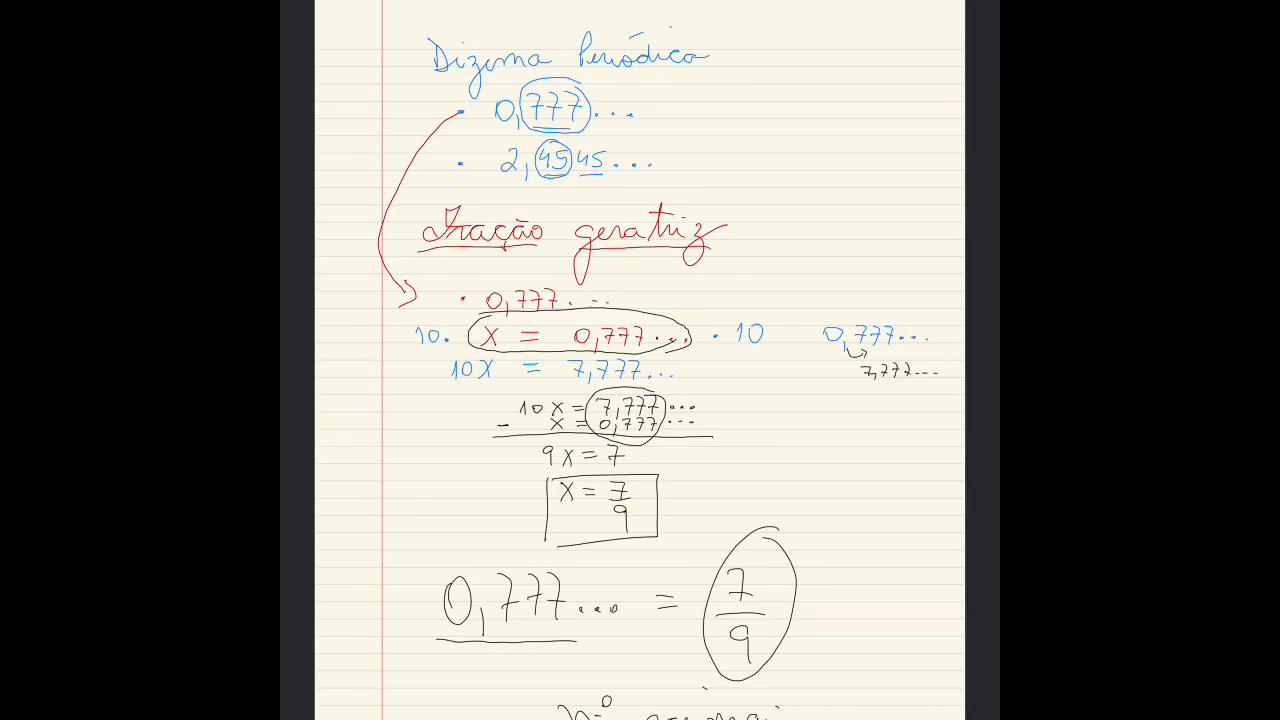 Dízima Periódica
• 0,777...
• 2,4545...
Fração geratriz
• 0,777...
10. x = 0,777... . 10 0,777...
10x = 7,777... 7,777...
10x = 7,777...
- x = 0,777...
9x = 7
x = 7/9
0,777... = 7/9